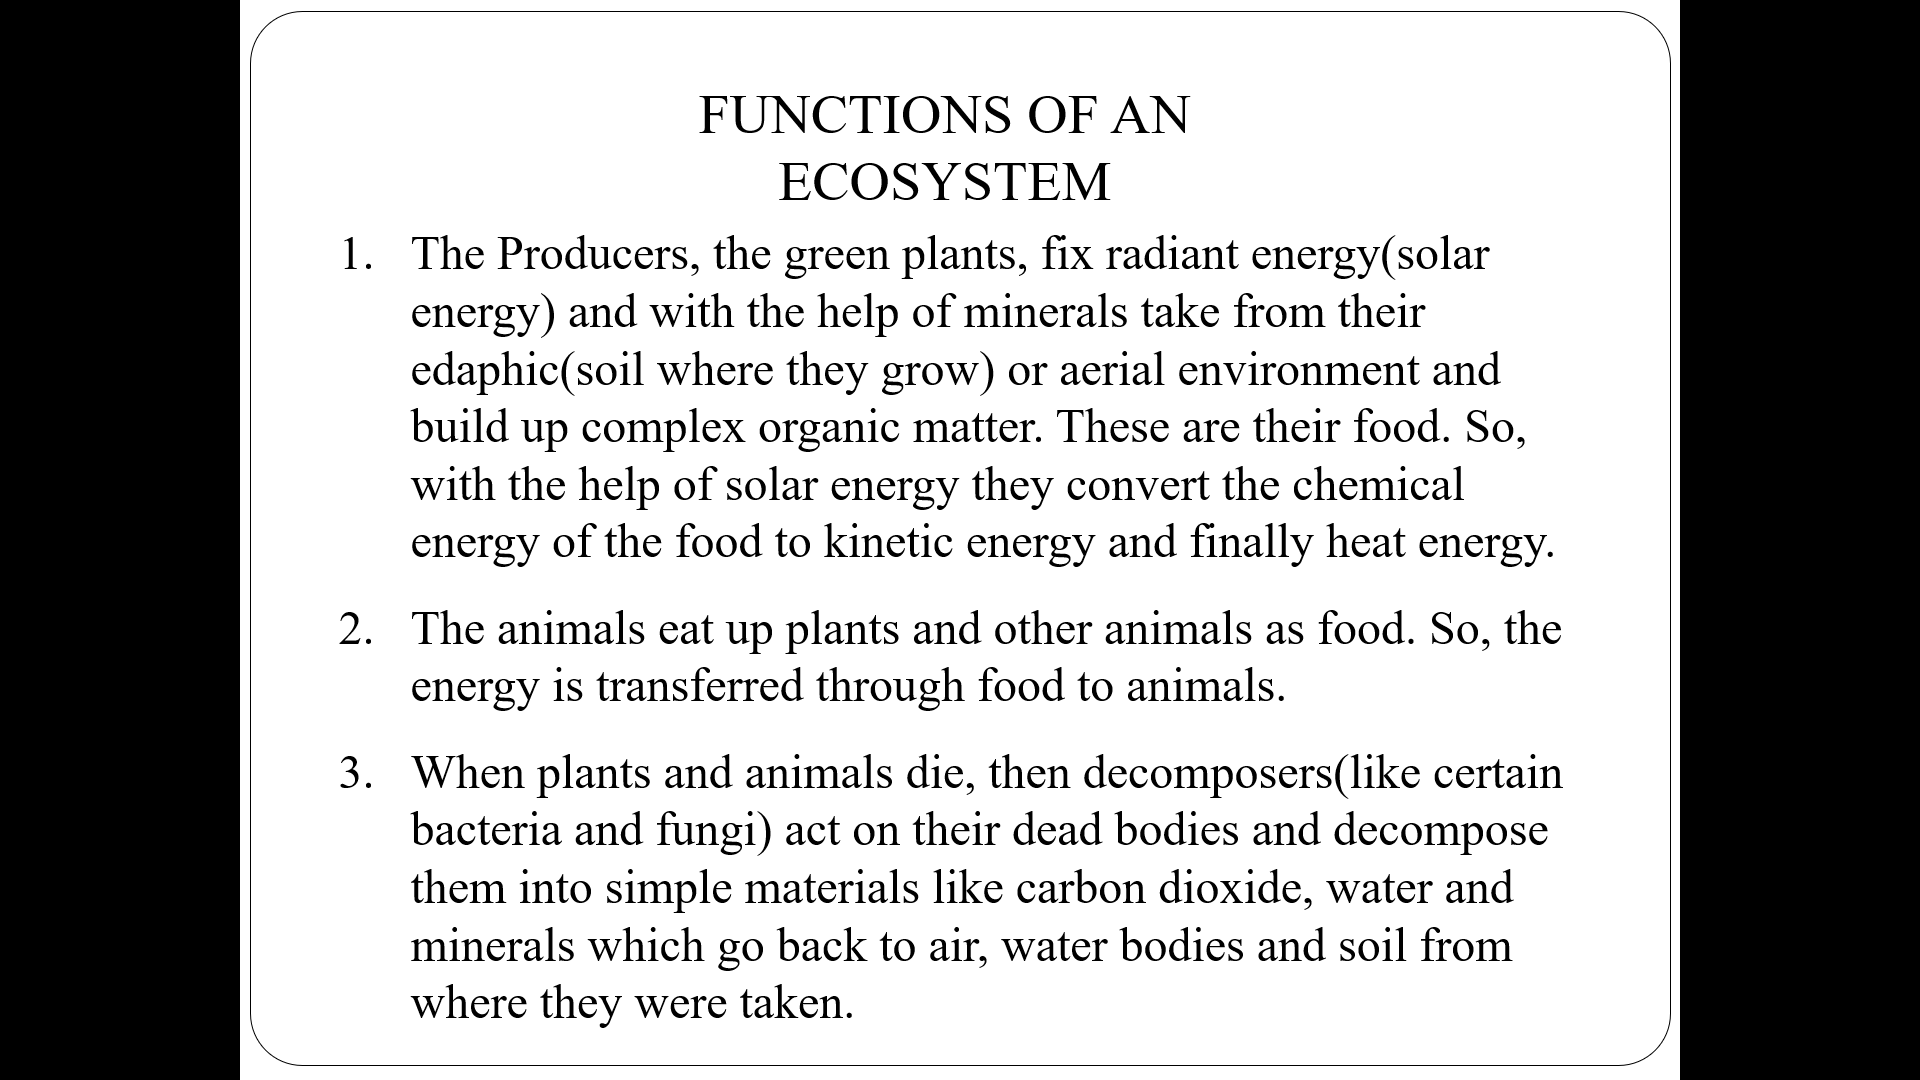 FUNCTIONS OF AN
ECOSYSTEM
1. The Producers, the green plants, fix radiant energy(solar
energy) and with the help of minerals take from their
edaphic(soil where they grow) or aerial environment and
build up complex organic matter. These are their food. So,
with the help of solar energy they convert the chemical
energy of the food to kinetic energy and finally heat energy.
2. The animals eat up plants and other animals as food. So, the
energy is transferred through food to animals.
3. When plants and animals die, then decomposers(like certain
bacteria and fungi) act on their dead bodies and decompose
them into simple materials like carbon dioxide, water and
minerals which go back to air, water bodies and soil from
where they were taken.